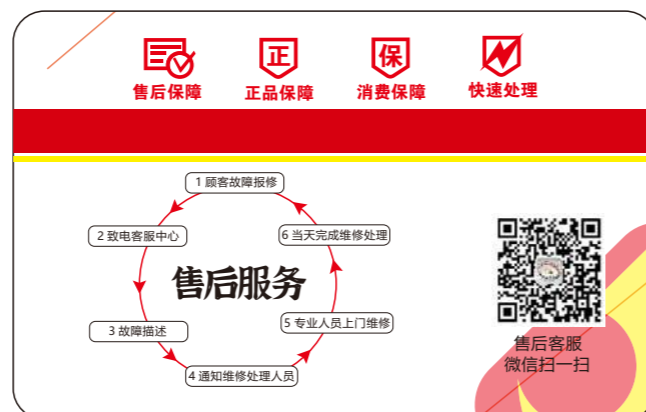 正
保
售后保障
正品保障
消费保障
快速处理
1 顾客故障报修
2 致电客服中心
6 当天完成维修处理
售后服务
3 故障描述
5 专业人员上门维修
4 通知维修处理人员
售后客服
微信扫一扫